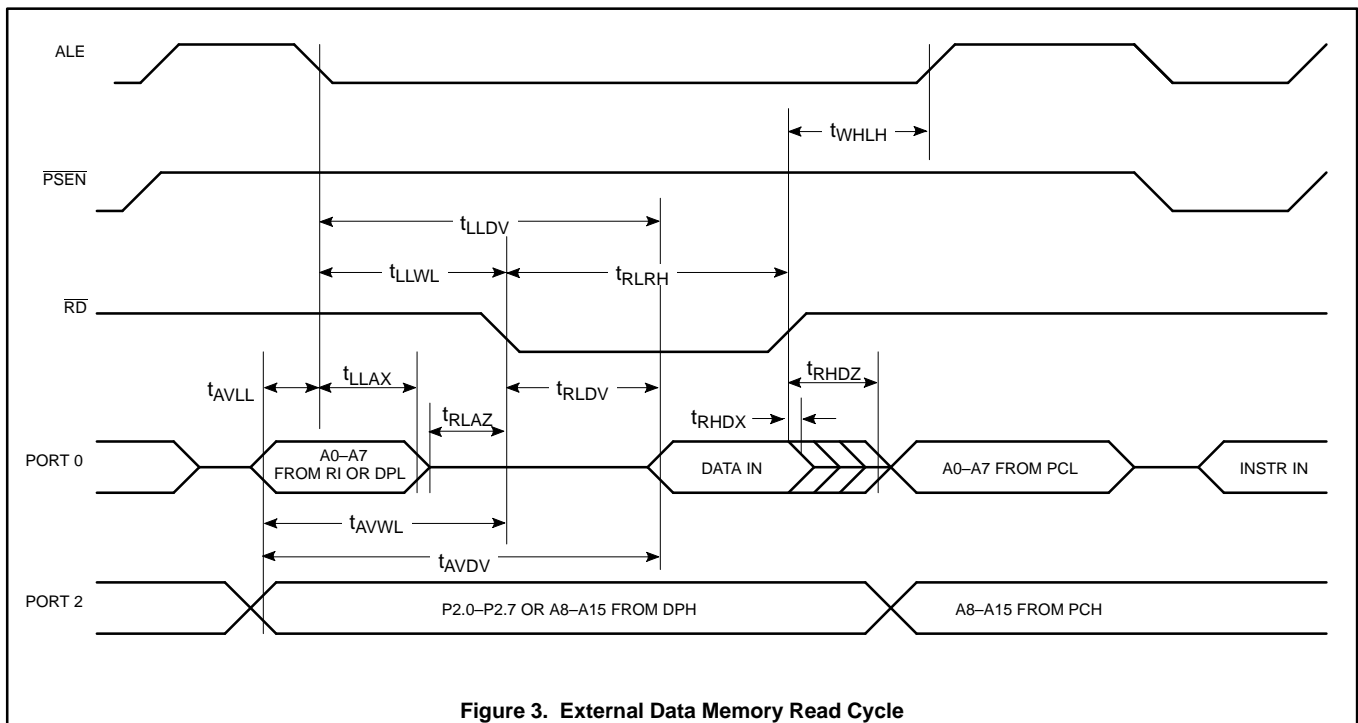 ALE
tWHLH
PSEN
tLLDV
tLLWL
tRLRH
RD
tAVLL
tLLAX
tRLDV
tRHDZ
tRLAZ
tRHDX
PORT 0
A0–A7
FROM RI OR DPL
DATA IN
A0–A7 FROM PCL
INSTR IN
tAVWL
tAVDV
PORT 2
P2.0–P2.7 OR A8–A15 FROM DPH
A8–A15 FROM PCH
Figure 3. External Data Memory Read Cycle